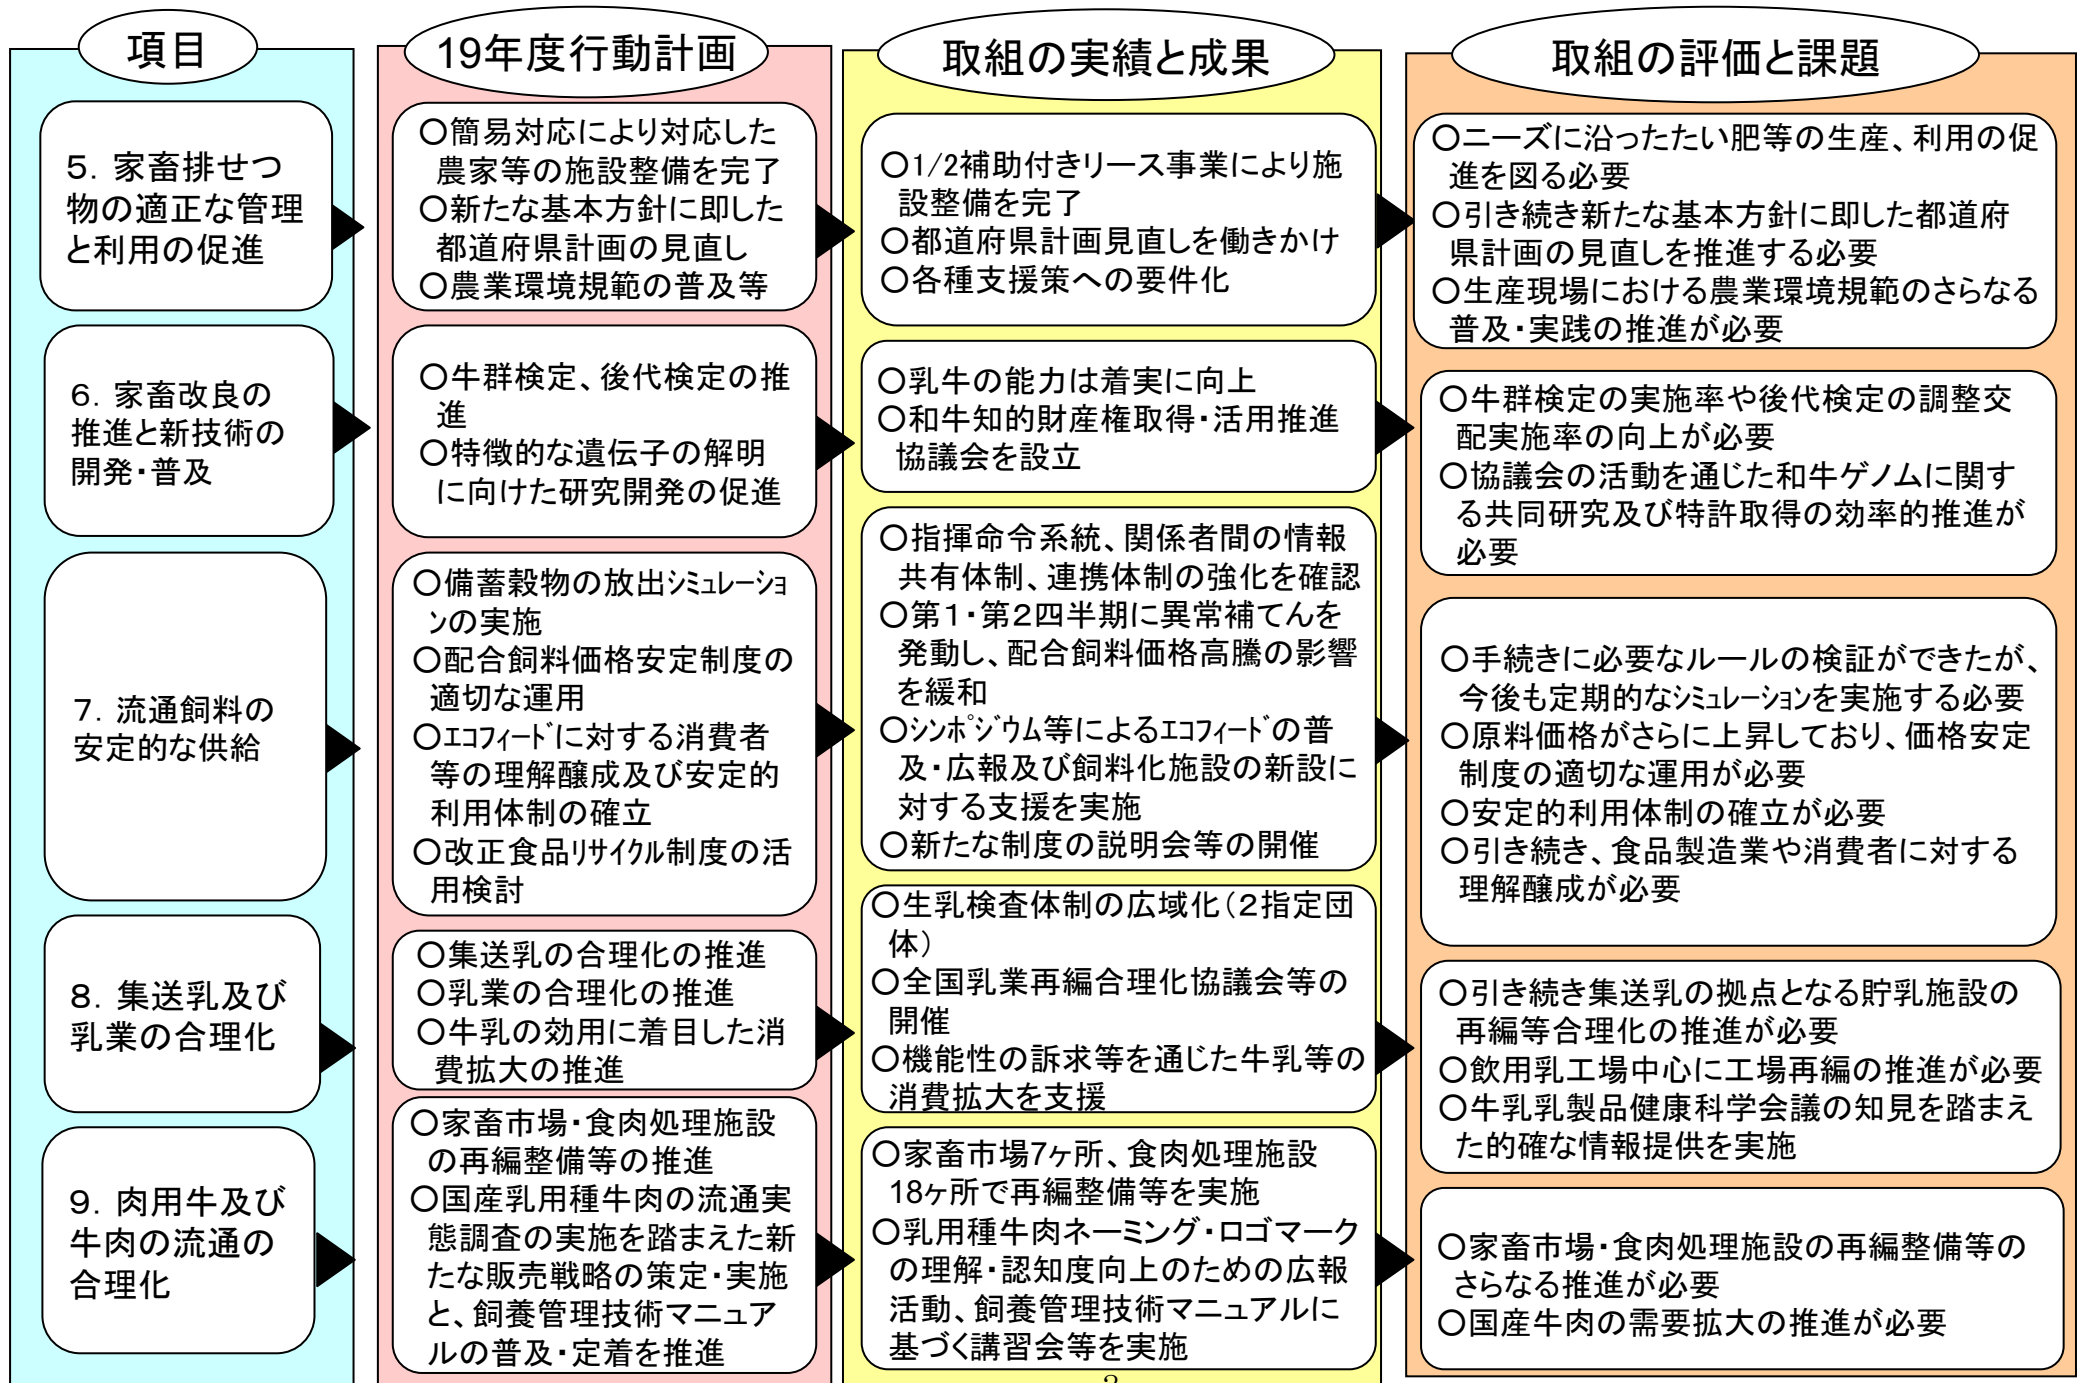 項目
19年度行動計画
取組の実績と成果
取組の評価と課題
5．家畜排せつ
物の適正な管理
と利用の促進
○簡易対応により対応した
農家等の施設整備を完了
○新たな基本方針に即した
都道府県計画の見直し
○農業環境規範の普及等
○1/2補助付きリース事業により施
設整備を完了
○都道府県計画見直しを働きかけ
○各種支援策への要件化
○ニーズに沿ったたい肥等の生産、利用の促
進を図る必要
○引き続き新たな基本方針に即した都道府
県計画の見直しを推進する必要
○生産現場における農業環境規範のさらなる
普及・実践の推進が必要
6．家畜改良の
推進と新技術の
開発・普及
○牛群検定、後代検定の推
進
○特徴的な遺伝子の解明
に向けた研究開発の促進
○乳牛の能力は着実に向上
○和牛知的財産権取得・活用推進
協議会を設立
○牛群検定の実施率や後代検定の調整交
配実施率の向上が必要
○協議会の活動を通じた和牛ゲノムに関す
る共同研究及び特許取得の効率的推進が
必要
7．流通飼料の
安定的な供給
○備蓄穀物の放出ｼﾐｭﾚｰｼｮ
ﾝの実施
○配合飼料価格安定制度の
適切な運用
○ｴｺﾌｨｰﾄﾞに対する消費者
等の理解醸成及び安定的
利用体制の確立
○改正食品ﾘｻｲｸﾙ制度の活
用検討
○指揮命令系統、関係者間の情報
共有体制、連携体制の強化を確認
○第１・第２四半期に異常補てんを
発動し、配合飼料価格高騰の影響
を緩和
○ｼﾝﾎﾟｼﾞｳﾑ等によるｴｺﾌｨｰﾄﾞの普
及・広報及び飼料化施設の新設に
対する支援を実施
○新たな制度の説明会等の開催
○手続きに必要なルールの検証ができたが、
今後も定期的なｼﾐｭﾚｰｼｮﾝを実施する必要
○原料価格がさらに上昇しており、価格安定
制度の適切な運用が必要
○安定的利用体制の確立が必要
○引き続き、食品製造業や消費者に対する
理解醸成が必要
8．集送乳及び
乳業の合理化
○集送乳の合理化の推進
○乳業の合理化の推進
○牛乳の効用に着目した消
費拡大の推進
○生乳検査体制の広域化（２指定団
体）
○全国乳業再編合理化協議会等の
開催
○機能性の訴求等を通じた牛乳等の
消費拡大を支援
○引き続き集送乳の拠点となる貯乳施設の
再編等合理化の推進が必要
○飲用乳工場中心に工場再編の推進が必要
○牛乳乳製品健康科学会議の知見を踏まえ
た的確な情報提供を実施
9．肉用牛及び
牛肉の流通の
合理化
○家畜市場・食肉処理施設
の再編整備等の推進
○国産乳用種牛肉の流通実
態調査の実施を踏まえた新
たな販売戦略の策定・実施
と、飼養管理技術マニュア
ルの普及・定着を推進
○家畜市場7ヶ所、食肉処理施設
18ヶ所で再編整備等を実施
○乳用種牛肉ネーミング・ロゴマーク
の理解・認知度向上のための広報
活動、飼養管理技術マニュアルに
基づく講習会等を実施
○家畜市場・食肉処理施設の再編整備等の
さらなる推進が必要
○国産牛肉の需要拡大の推進が必要